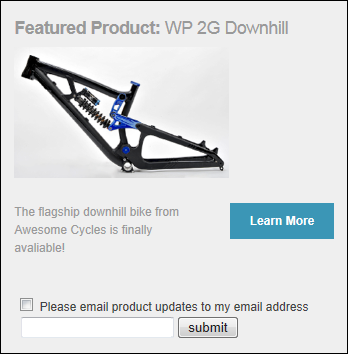 Featured Product: WP 2G Downhill
The flagship downhill bike from
Awesome Cycles is finally
avaliable!
Learn More
Please email product updates to my email address
submit